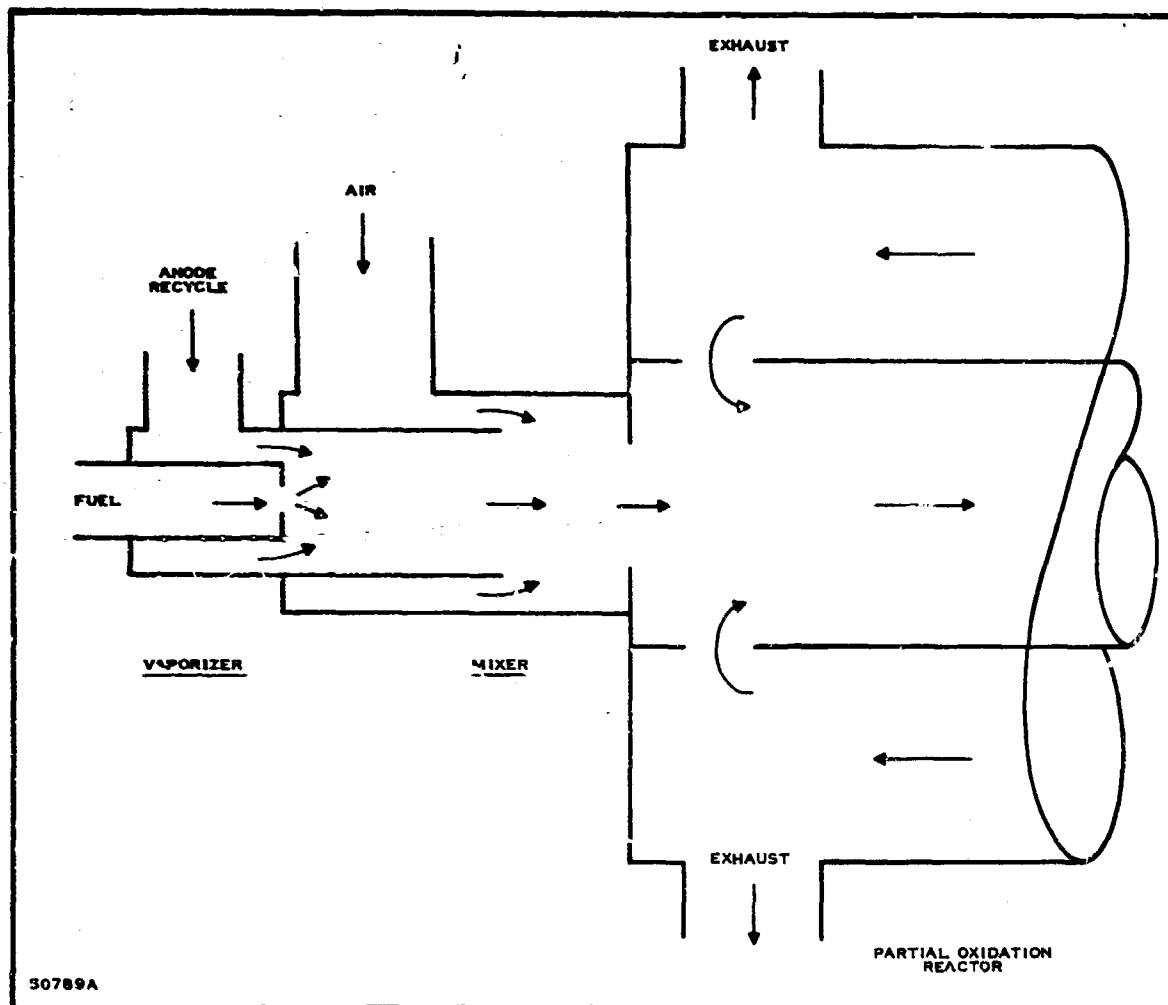 EXHAUST
AIR
ANODE
RECYCLE
FUEL
VAPORIZER
MIXER
EXHAUST
PARTIAL OXIDATION
REACTOR
50789A